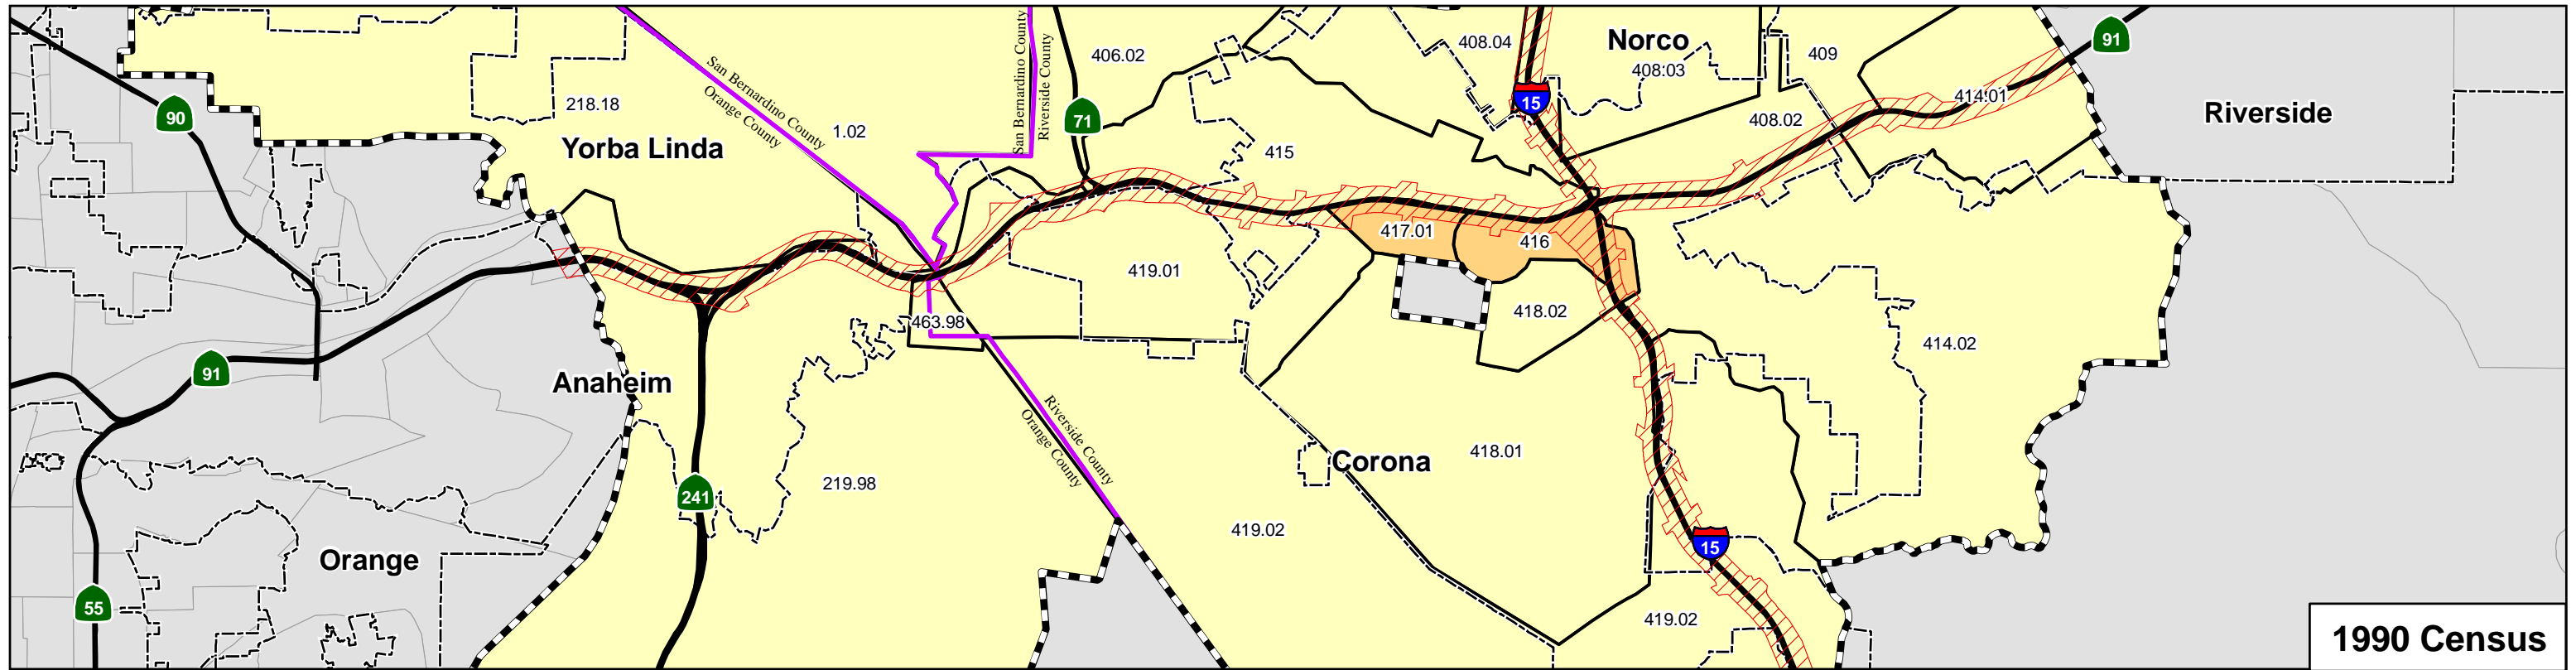 San Bernardino County
Riverside County
406.02
408.04
Norco
408.03
409
91
90
218.18
San Bernardino County
Orange County
1.02
71
15
414.01
408.02
Riverside
Yorba Linda
415
417.01
416
419.01
463.98
418.02
414.02
91
Anaheim
Riverside County
Orange County
Corona
418.01
241
219.98
419.02
15
Orange
55
419.02
1990 Census